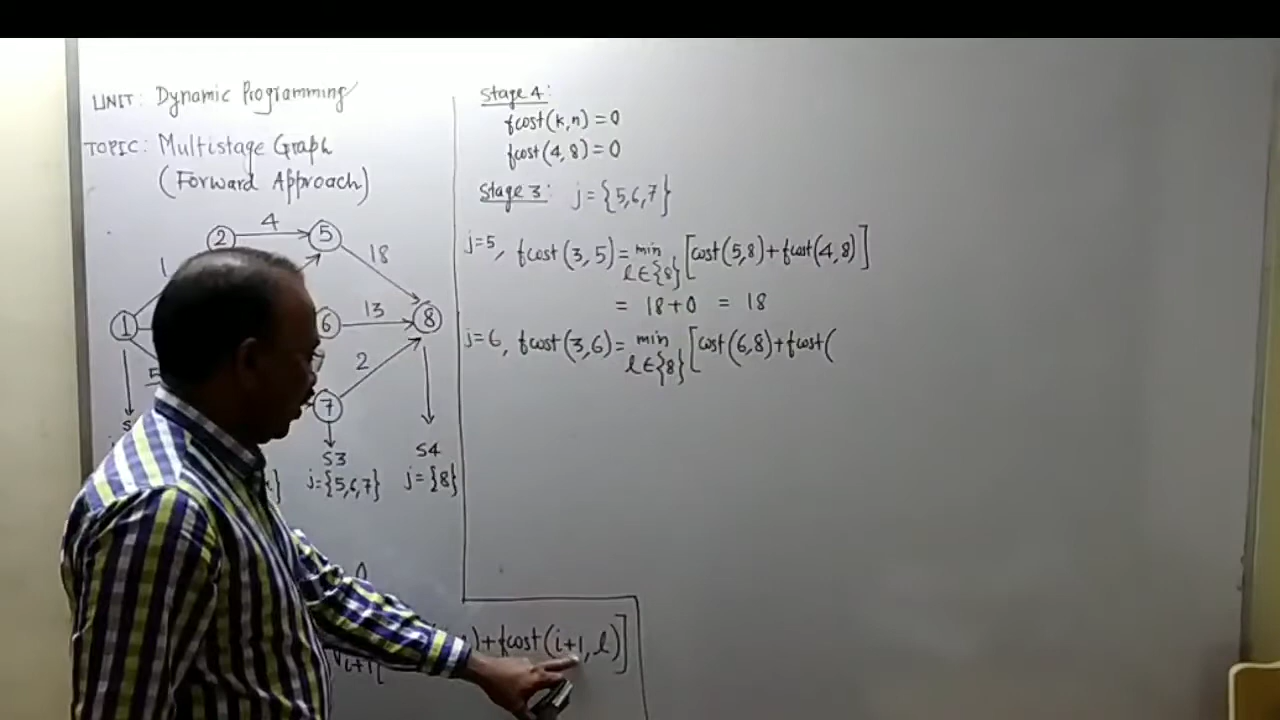 UNIT: Dynamic Programming
TOPIC: Multistage Graph
(Forward Approach)
2 4 5
1 18
1 6 13 8
5 2
7
S3 S4
j={5,6,7} j={8}
+fcost(i+1, l)]
i+1
Stage 4:
fcost(k,n) = 0
fcost(4,8) = 0
Stage 3: j={5,6,7}
j=5, fcost(3,5) = min [cost(5,8)+fcost(4,8)]
l∈{8}
= 18+0 = 18
j=6, fcost(3,6) = min [cost(6,8)+fcost(
l∈{8}